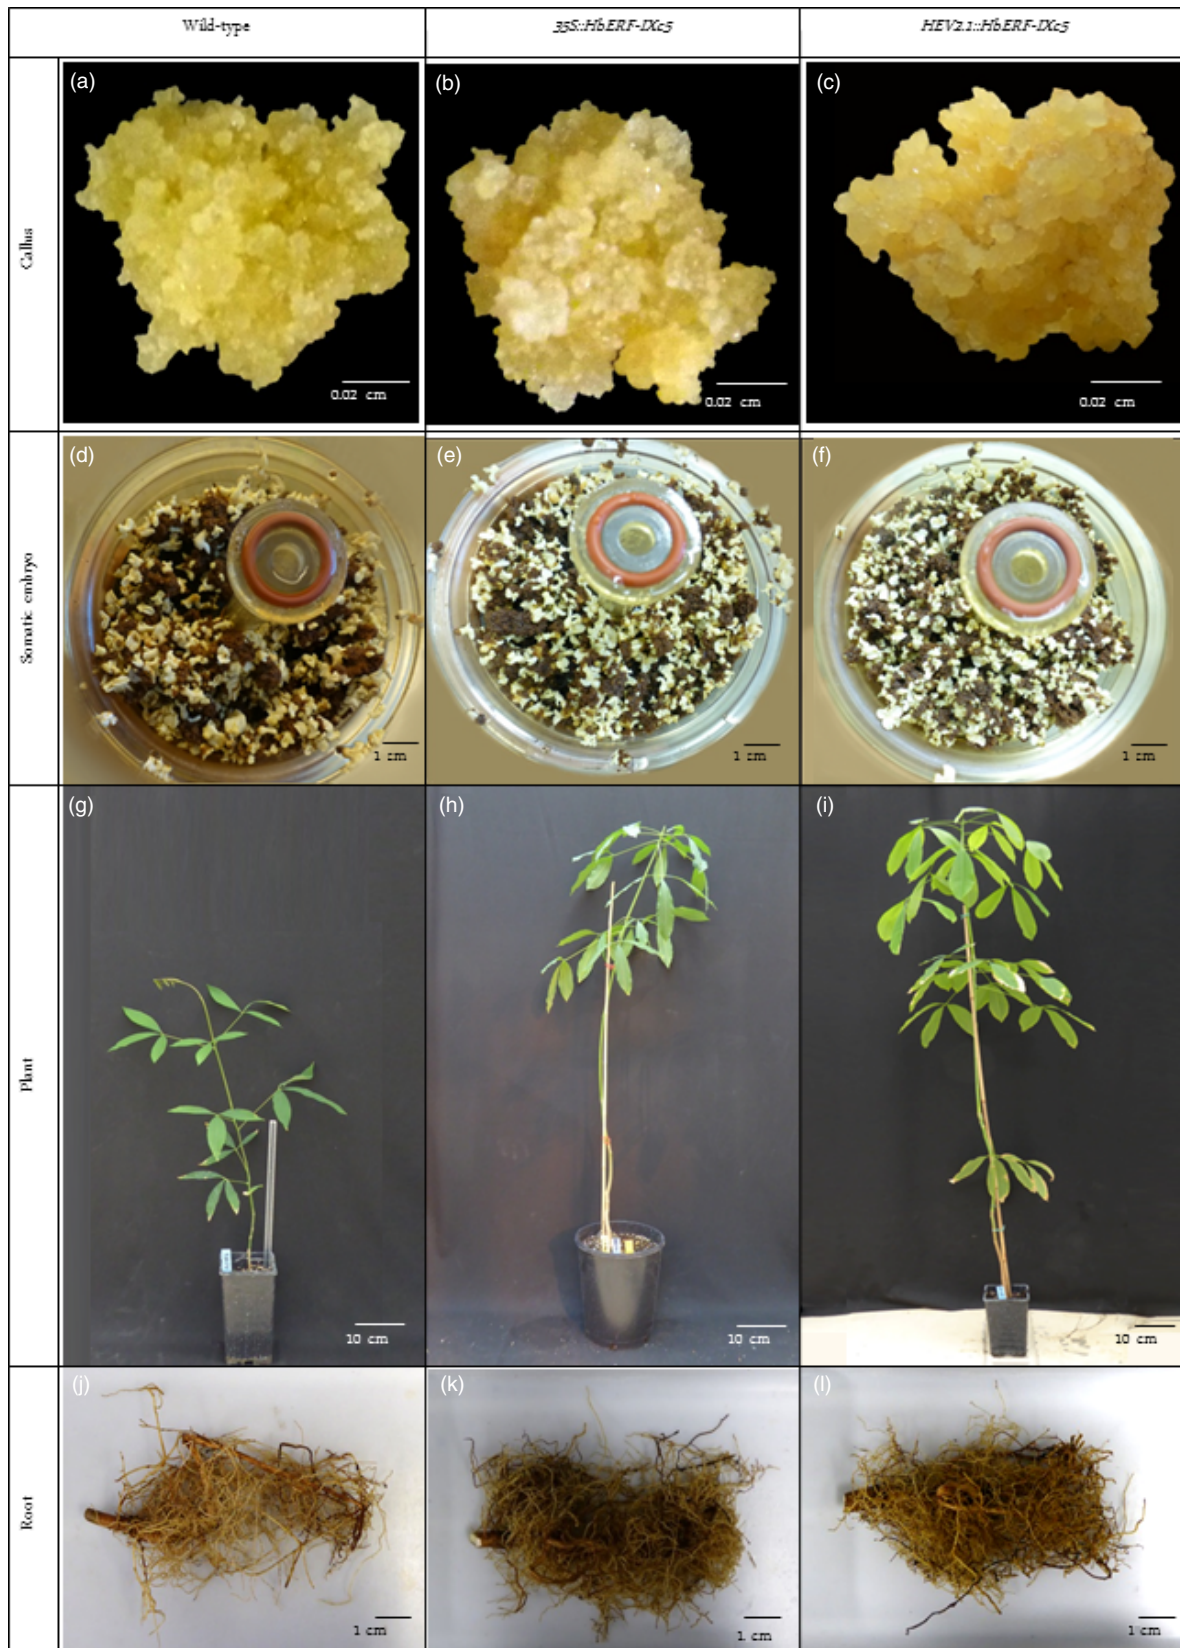 Wild-type
35S::HbERF-IXc5
HEV2.1::HbERF-IXc5
Callus
(a)
0.02 cm
(b)
0.02 cm
(c)
0.02 cm
Somatic embryo
(d)
1 cm
(e)
1 cm
(f)
1 cm
Plant
(g)
10 cm
(h)
10 cm
(i)
10 cm
Root
(j)
1 cm
(k)
1 cm
(l)
1 cm